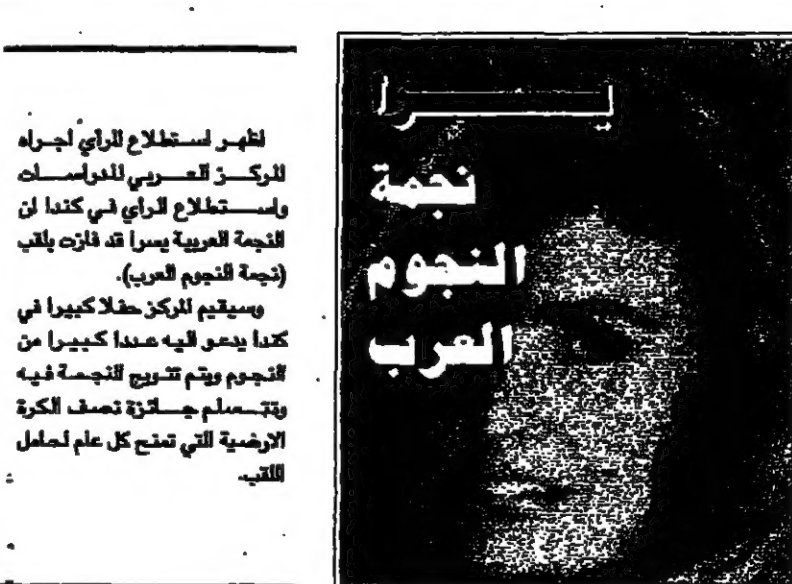 يـسـرا
نجمة
النجوم
العرب
اظهر استطلاع للرأي اجراه
المركز العربي للدراسات
واستطلاع الرأي في كندا ان
النجمة العربية يسرا قد فازت بلقب
(نجمة النجوم العرب).
وسيقيم المركز حفلا كبيرا في
كندا يدعو اليه عددا كبيرا من
النجوم ويتم تتويج النجمة فيه
وتتسلم جائزة نصف الكرة
الارضية التي تمنح كل عام لحامل
اللقب.